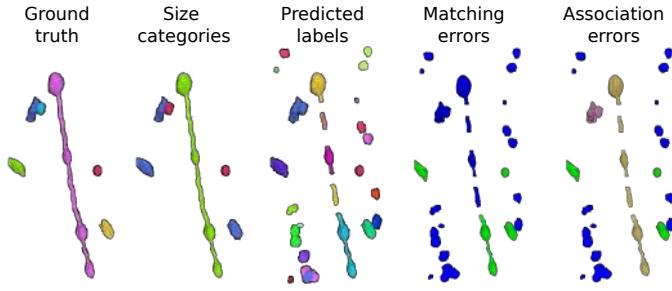 Ground truth
Size categories
Predicted labels
Matching errors
Association errors